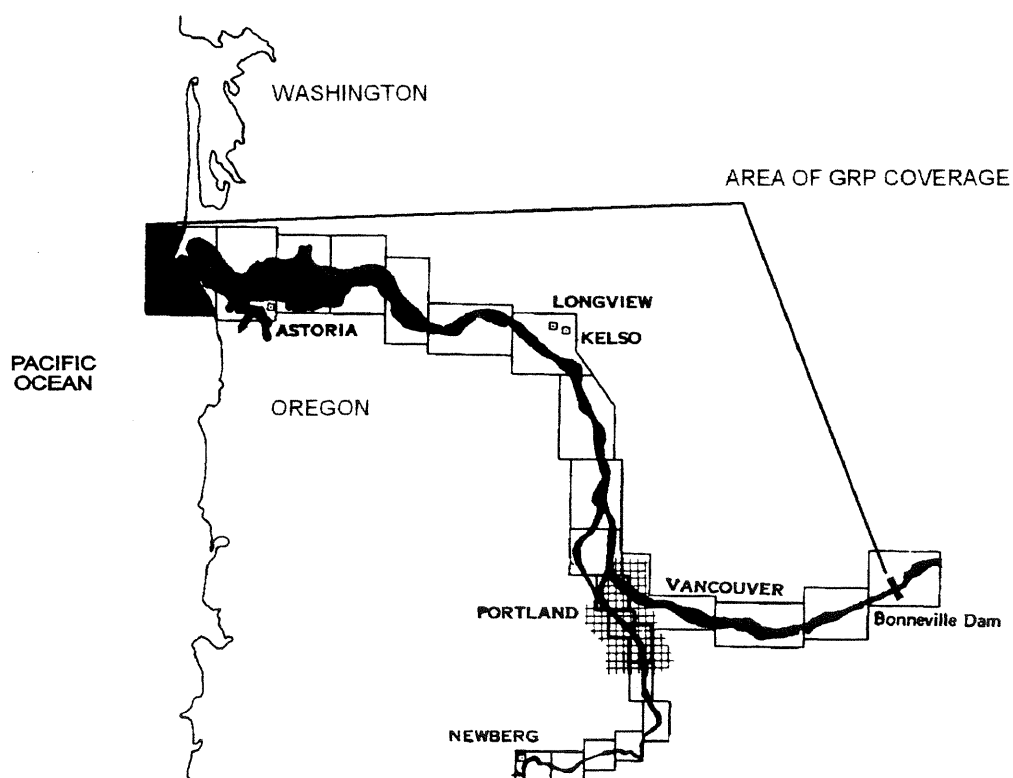 WASHINGTON
AREA OF GRP COVERAGE
LONGVIEW
KELSO
ASTORIA
PACIFIC
OCEAN
OREGON
VANCOUVER
PORTLAND
Bonneville Dam
NEWBERG